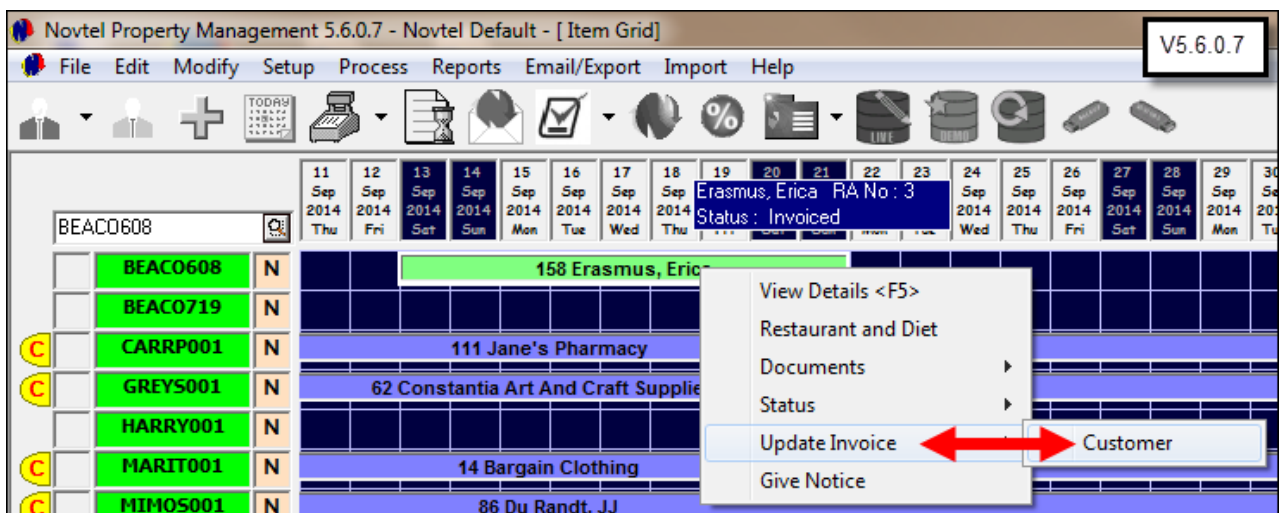 Novtel Property Management 5.6.0.7 - Novtel Default - [ Item Grid]
V5.6.0.7
File Edit Modify Setup Process Reports Email/Export Import Help
TODAY
%
LIVE
DEMO
11 12 13 14 15 16 17 18 19 20 21 22 23 24 25 26 27 28 29 30
Sep Sep Sep Sep Sep Sep Sep Sep Sep Sep Sep Sep Sep Sep
2014 2014 2014 2014 2014 2014 2014 2014 2014 2014 2014 2014 2014 2014
Thu Fri Sat Sun Mon Tue Wed Thu Wed Thu Fri Sat Sun Mon
Erasmus, Erica RA No : 3
Status : Invoiced
BEACO608
BEACO608 N 158 Erasmus, Erica
BEACO719 N
C CARRP001 N 111 Jane's Pharmacy
C GREYS001 N 62 Constantia Art And Craft Supplie
HARRY001 N
C MARIT001 N 14 Bargain Clothing
C MIMOS001 N 86 Du Randt, JJ
View Details <F5>
Restaurant and Diet
Documents
Status
Update Invoice
Customer
Give Notice